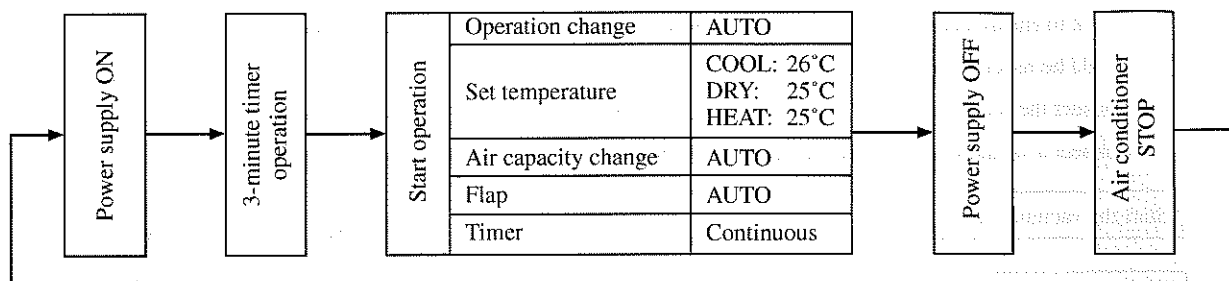 Power supply ON
3-minute timer
operation
Start operation
Operation change AUTO
Set temperature
COOL: 26°C
DRY: 25°C
HEAT: 25°C
Air capacity change AUTO
Flap AUTO
Timer Continuous
Power supply OFF
Air conditioner
STOP